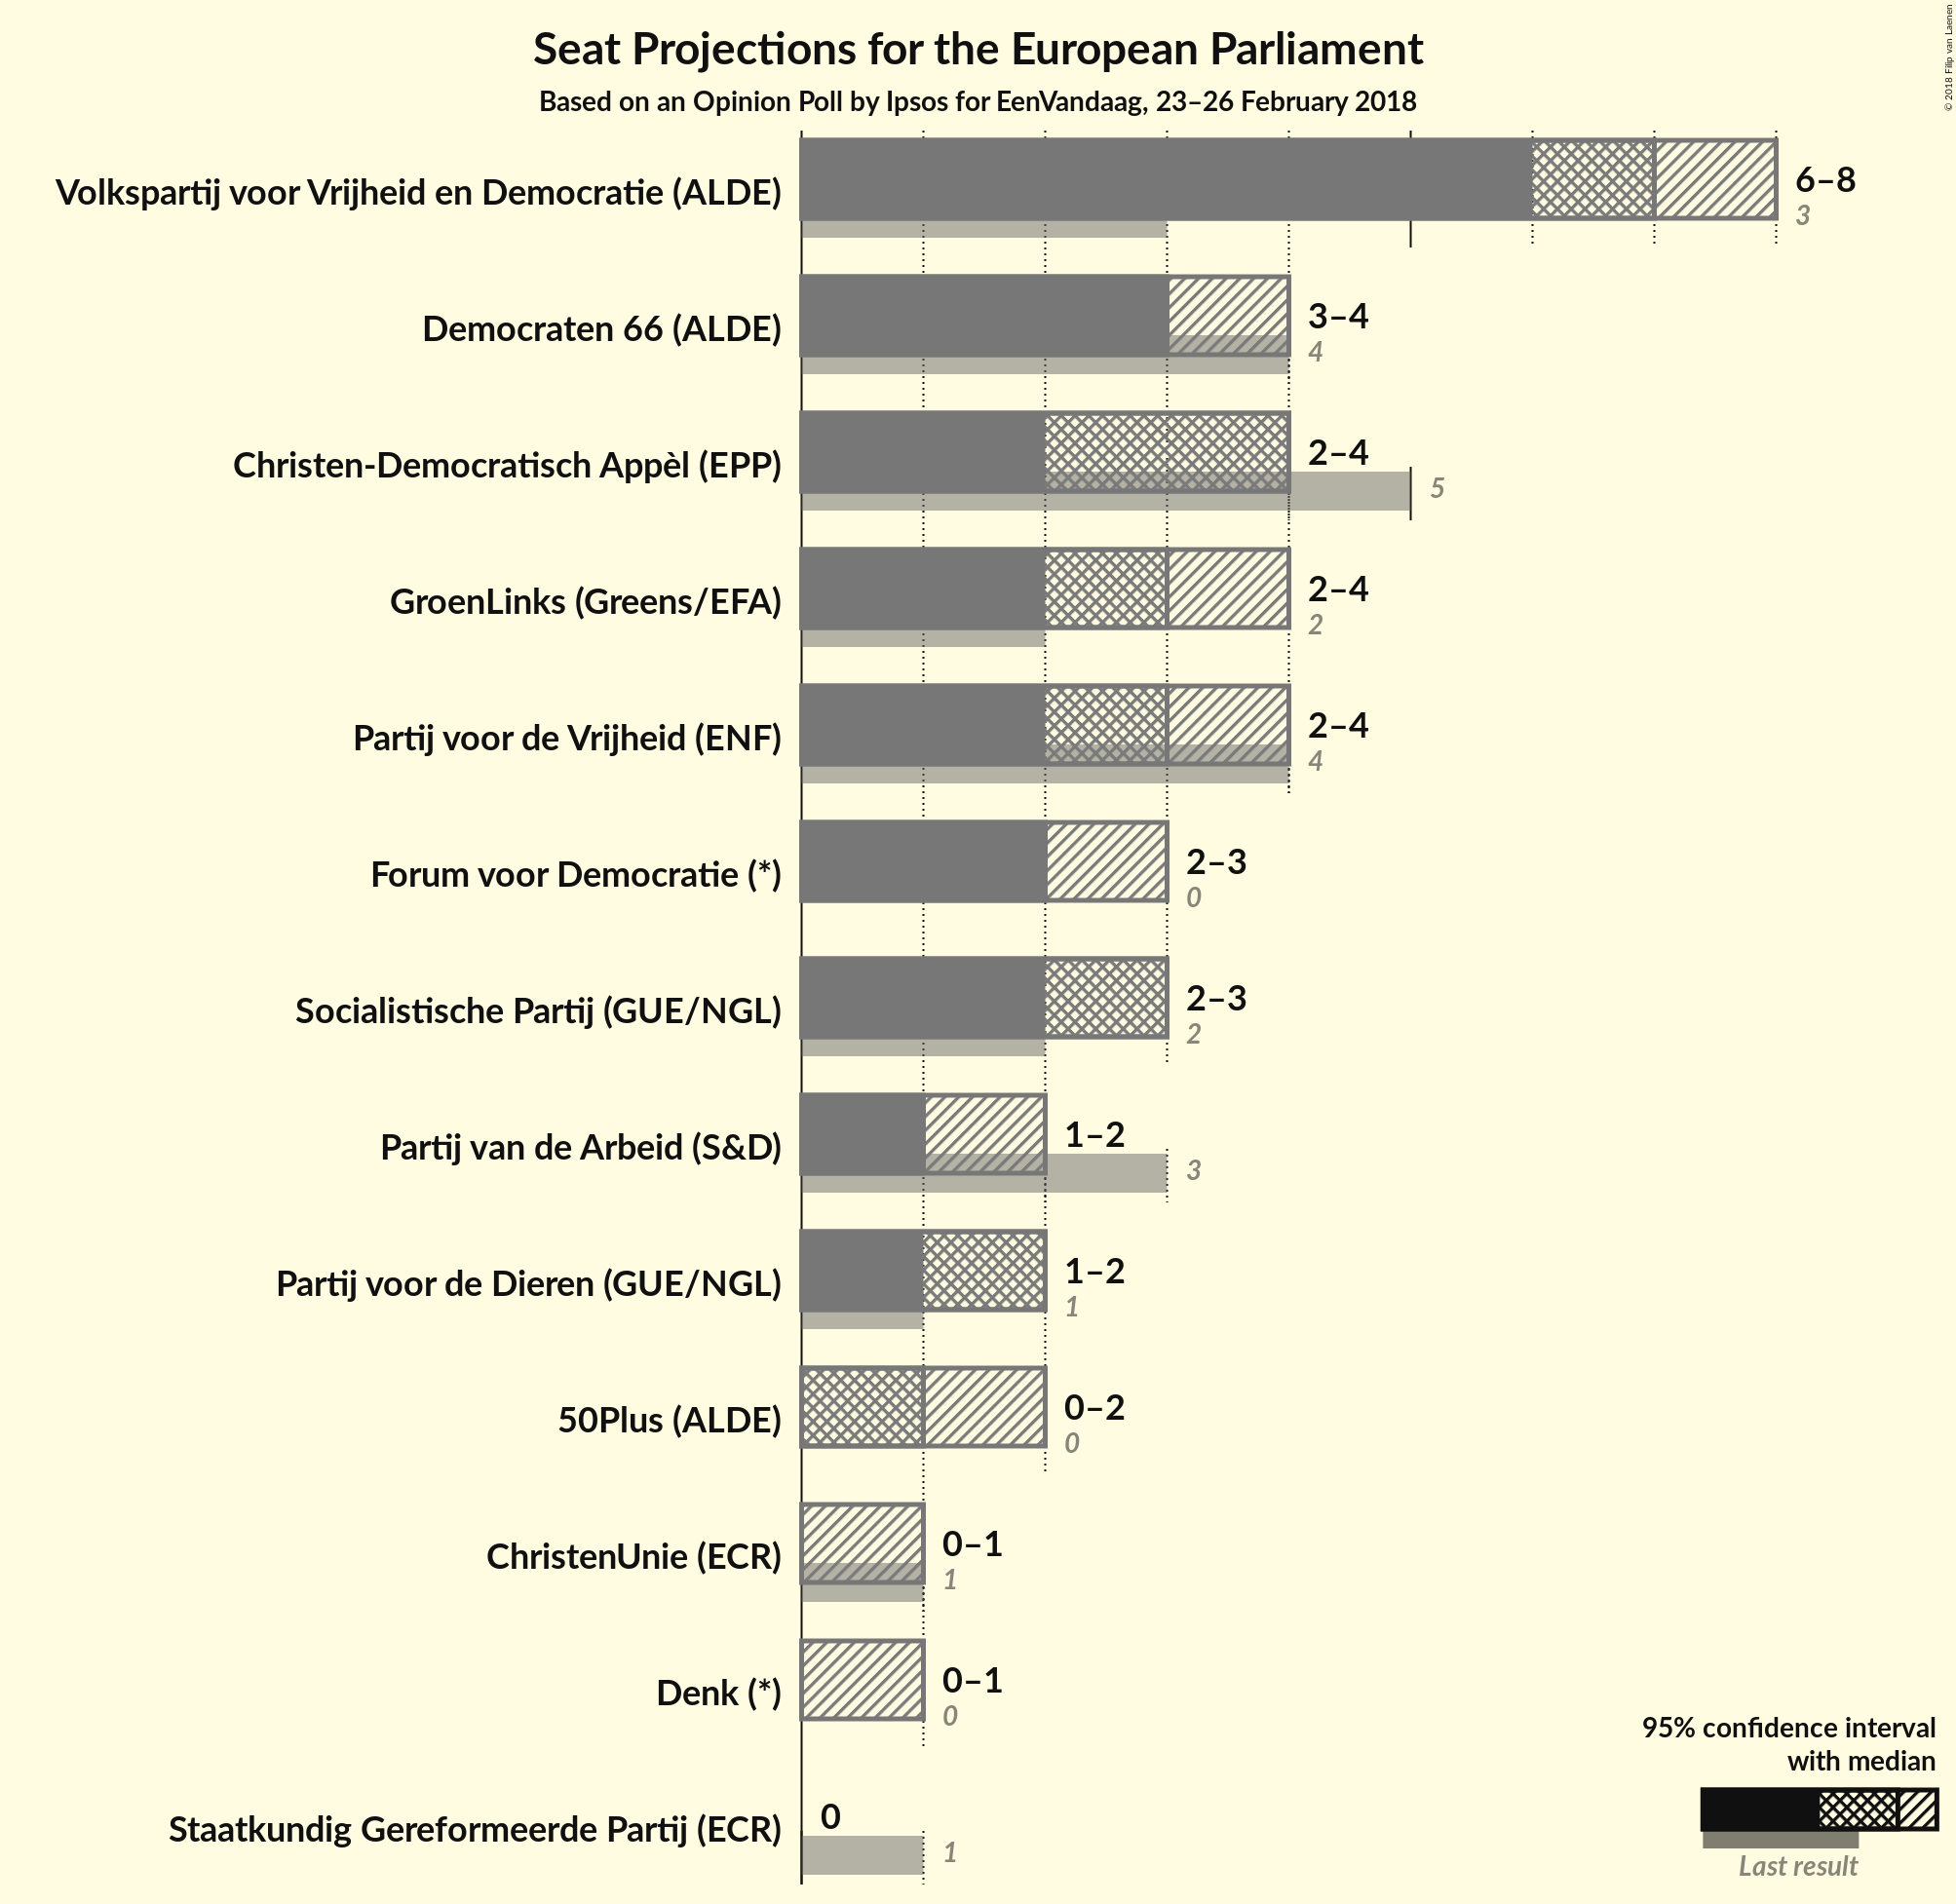 Seat Projections for the European Parliament
Based on an Opinion Poll by Ipsos for EenVandaag, 23–26 February 2018
© 2018 Filip van Laenen
Volkspartij voor Vrijheid en Democratie (ALDE)
6–8
3
Democraten 66 (ALDE)
3–4
4
Christen-Democratisch Appèl (EPP)
2–4
5
GroenLinks (Greens/EFA)
2–4
2
Partij voor de Vrijheid (ENF)
2–4
4
Forum voor Democratie (*)
2–3
0
Socialistische Partij (GUE/NGL)
2–3
2
Partij van de Arbeid (S&D)
1–2
3
Partij voor de Dieren (GUE/NGL)
1–2
1
50Plus (ALDE)
0–2
0
ChristenUnie (ECR)
0–1
1
Denk (*)
0–1
0
Staatkundig Gereformeerde Partij (ECR)
0
1
95% confidence interval
with median
Last result